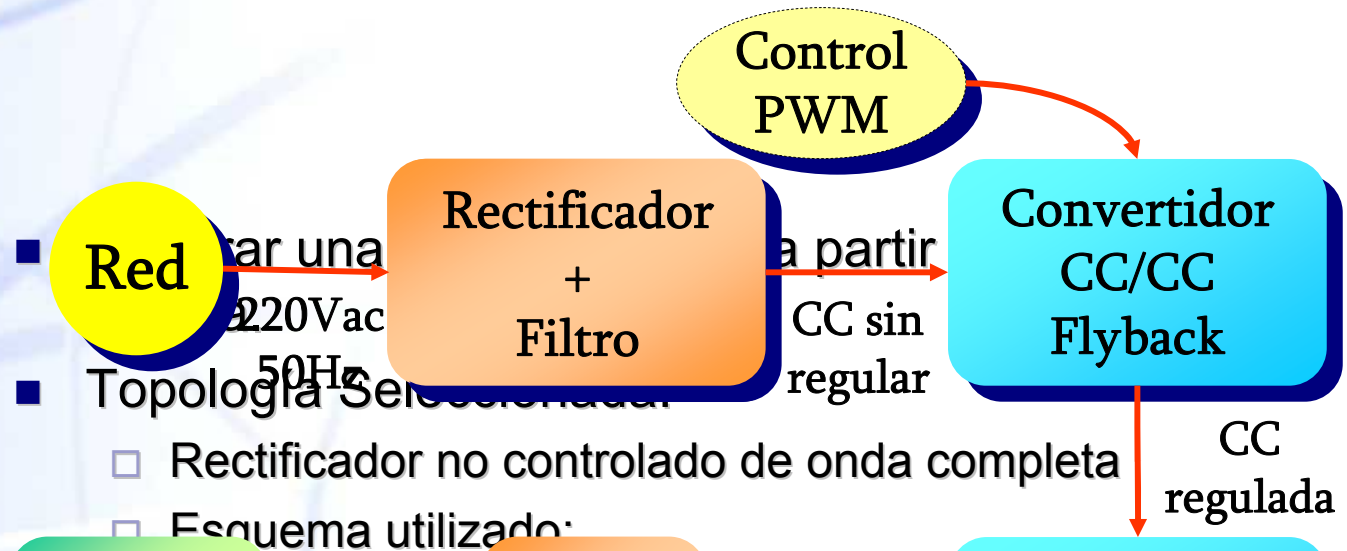 Control
PWM
Rectificador
+
Filtro
Convertidor
CC/CC
Flyback
Red
una
a partir
220Vac
50Hz
CC sin
regular
Topología
Rectificador no controlado de onda completa
CC
regulada
Esquema utilizado: